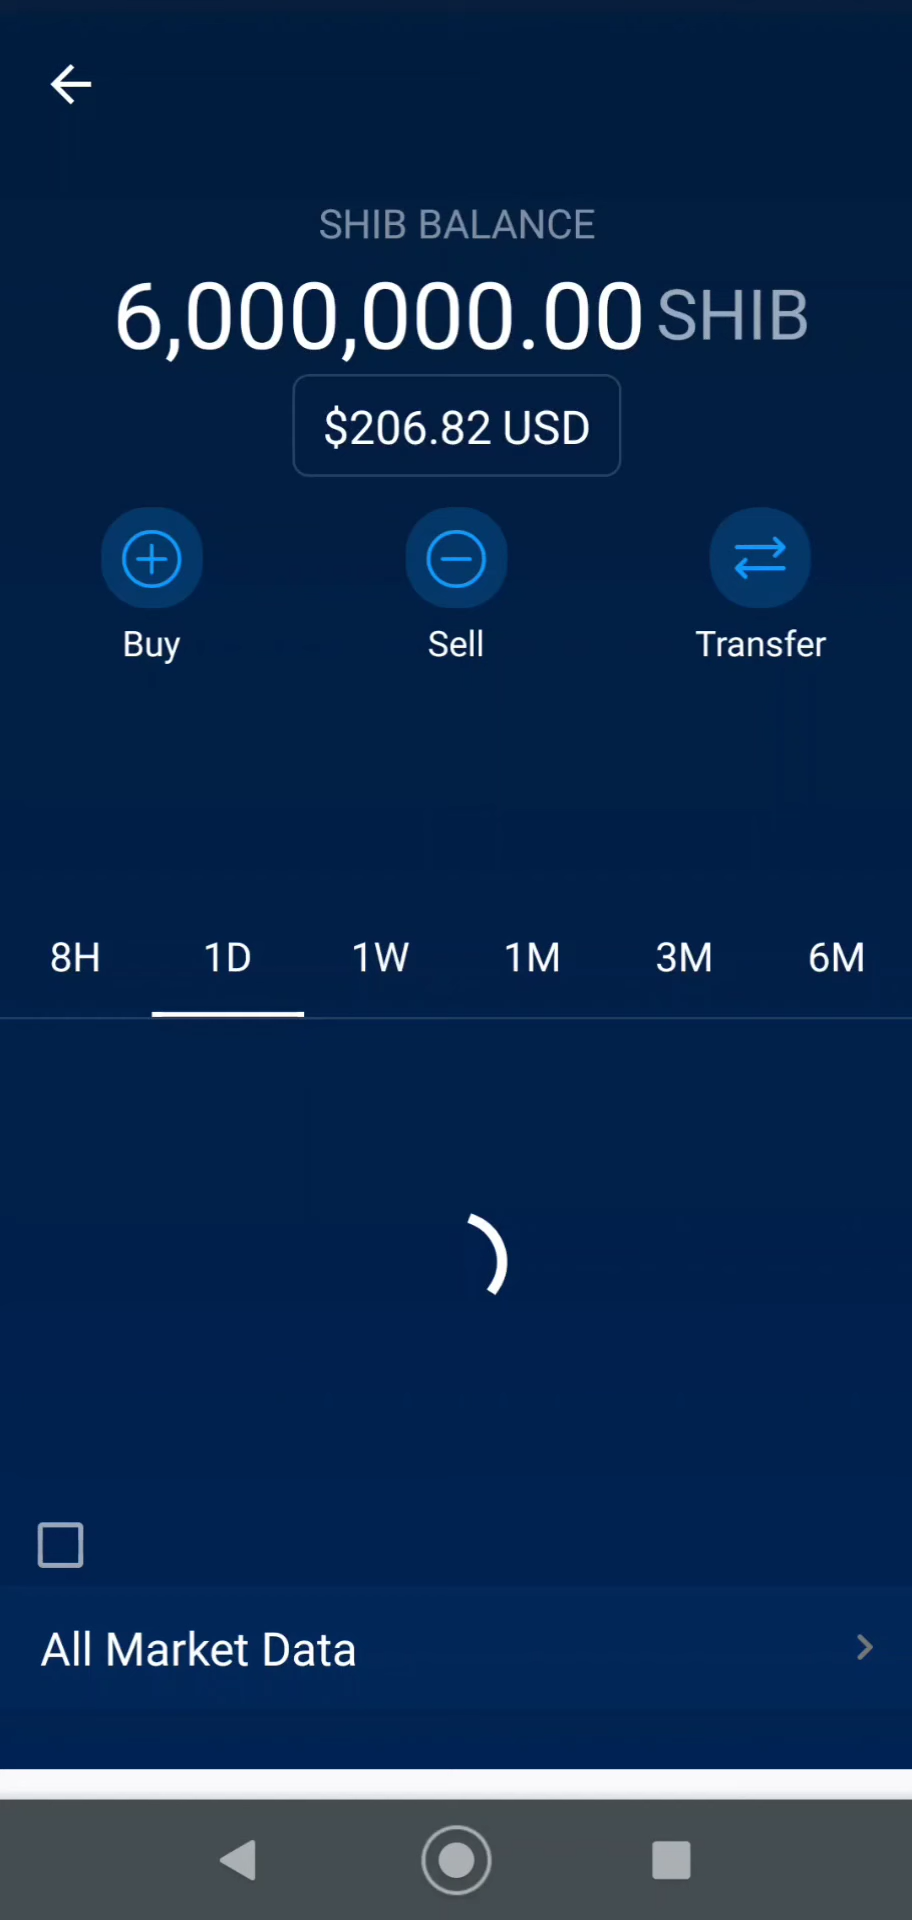 SHIB BALANCE
6,000,000.00 SHIB
$206.82 USD
Buy Sell Transfer
8H 1D 1W 1M 3M 6M
All Market Data